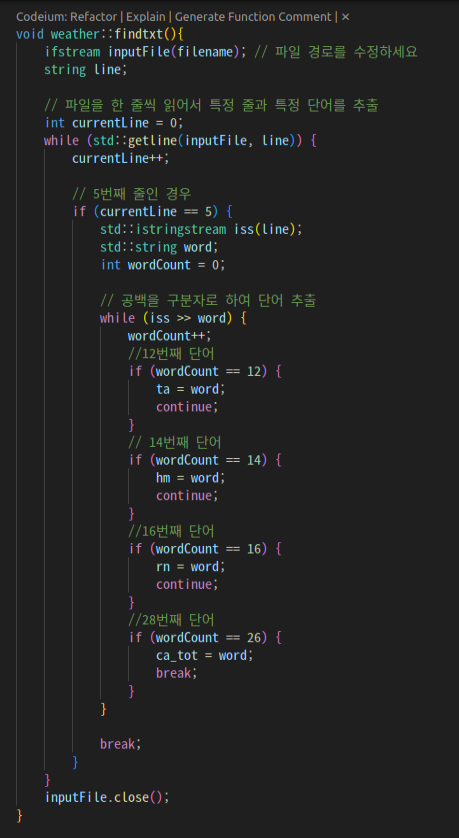 Codeium: Refactor | Explain | Generate Function Comment | ×
void weather::findtxt(){
    ifstream inputFile(filename); // 파일 경로를 수정하세요
    string line;

    // 파일을 한 줄씩 읽어서 특정 줄과 특정 단어를 추출
    int currentLine = 0;
    while (std::getline(inputFile, line)) {
        currentLine++;

        // 5번째 줄인 경우
        if (currentLine == 5) {
            std::istringstream iss(line);
            std::string word;
            int wordCount = 0;

            // 공백을 구분자로 하여 단어 추출
            while (iss >> word) {
                wordCount++;
                //12번째 단어
                if (wordCount == 12) {
                    ta = word;
                    continue;
                }
                // 14번째 단어
                if (wordCount == 14) {
                    hm = word;
                    continue;
                }
                //16번째 단어
                if (wordCount == 16) {
                    rn = word;
                    continue;
                }
                //28번째 단어
                if (wordCount == 26) {
                    ca_tot = word;
                    break;
                }
            }

            break;
        }
    }
    inputFile.close();
}